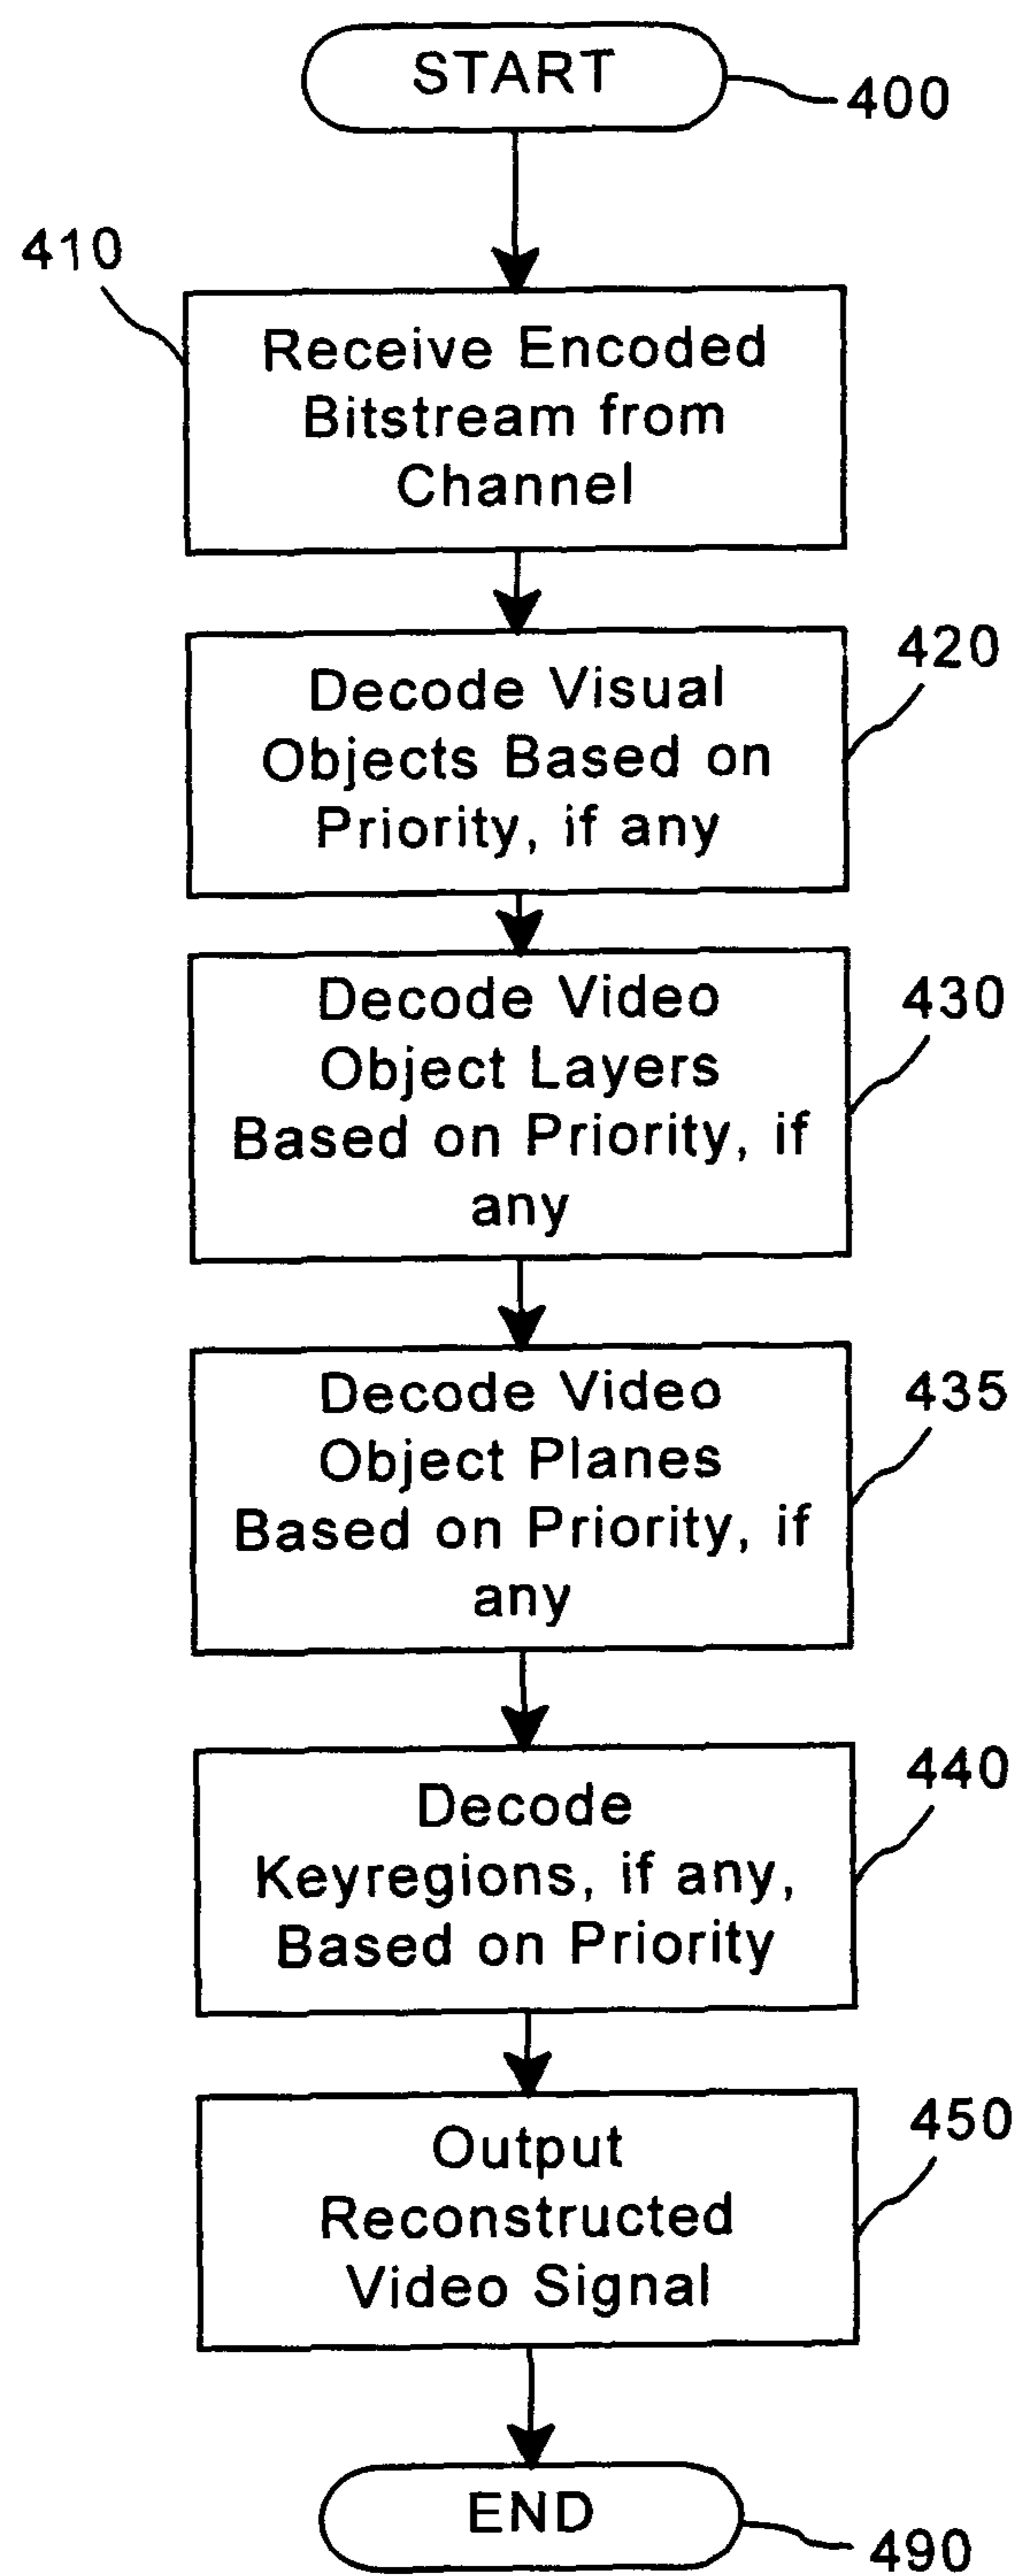 START
400
410
Receive Encoded
Bitstream from
Channel
420
Decode Visual
Objects Based on
Priority, if any
430
Decode Video
Object Layers
Based on Priority, if
any
435
Decode Video
Object Planes
Based on Priority, if
any
440
Decode
Keyregions, if any,
Based on Priority
450
Output
Reconstructed
Video Signal
END
490